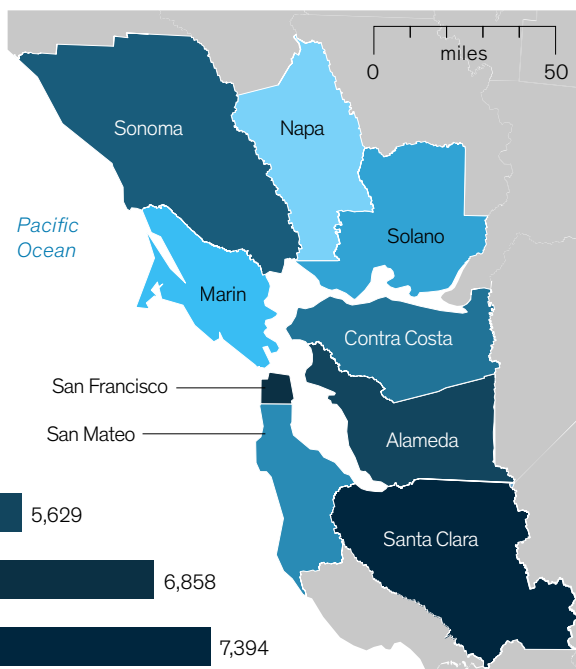 miles
0 50
Sonoma
Napa
Pacific
Ocean
Solano
Marin
Contra Costa
San Francisco
San Mateo
Alameda
5,629
Santa Clara
6,858
7,394